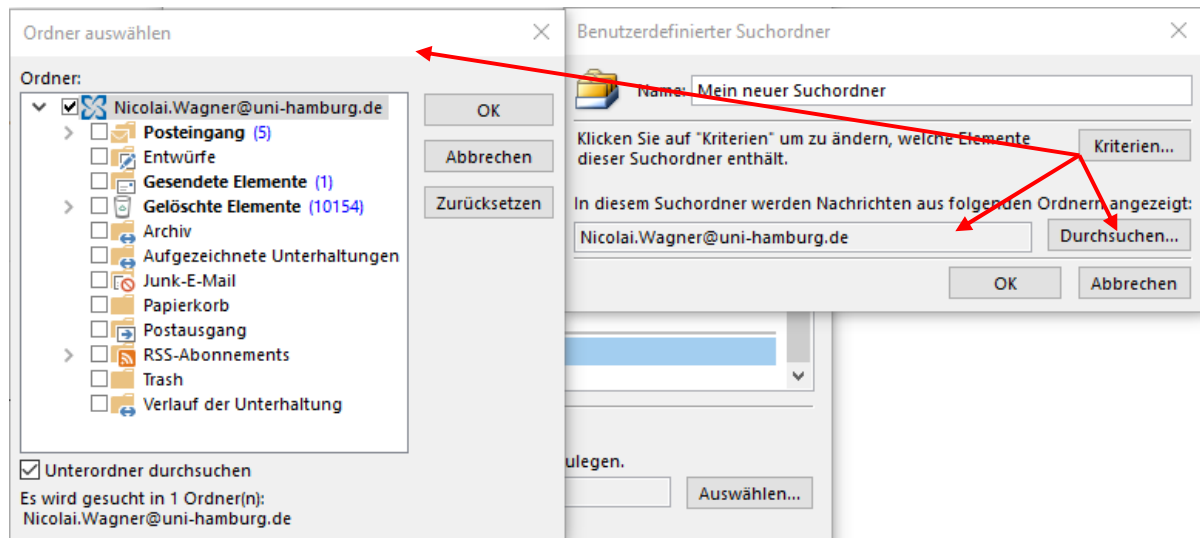 Ordner auswählen
Ordner:
Nicolai.Wagner@uni-hamburg.de
Posteingang (5)
Entwürfe
Gesendete Elemente (1)
Gelöschte Elemente (10154)
Archiv
Aufgezeichnete Unterhaltungen
Junk-E-Mail
Papierkorb
Postausgang
RSS-Abonnements
Trash
Verlauf der Unterhaltung
OK
Abbrechen
Zurücksetzen
Unterordner durchsuchen
Es wird gesucht in 1 Ordner(n):
Nicolai.Wagner@uni-hamburg.de
Benutzerdefinierter Suchordner
Name: Mein neuer Suchordner
Klicken Sie auf "Kriterien" um zu ändern, welche Elemente
dieser Suchordner enthält.
Kriterien...
In diesem Suchordner werden Nachrichten aus folgenden Ordnern angezeigt:
Nicolai.Wagner@uni-hamburg.de
Durchsuchen...
OK
Abbrechen
ulegen.
Auswählen...